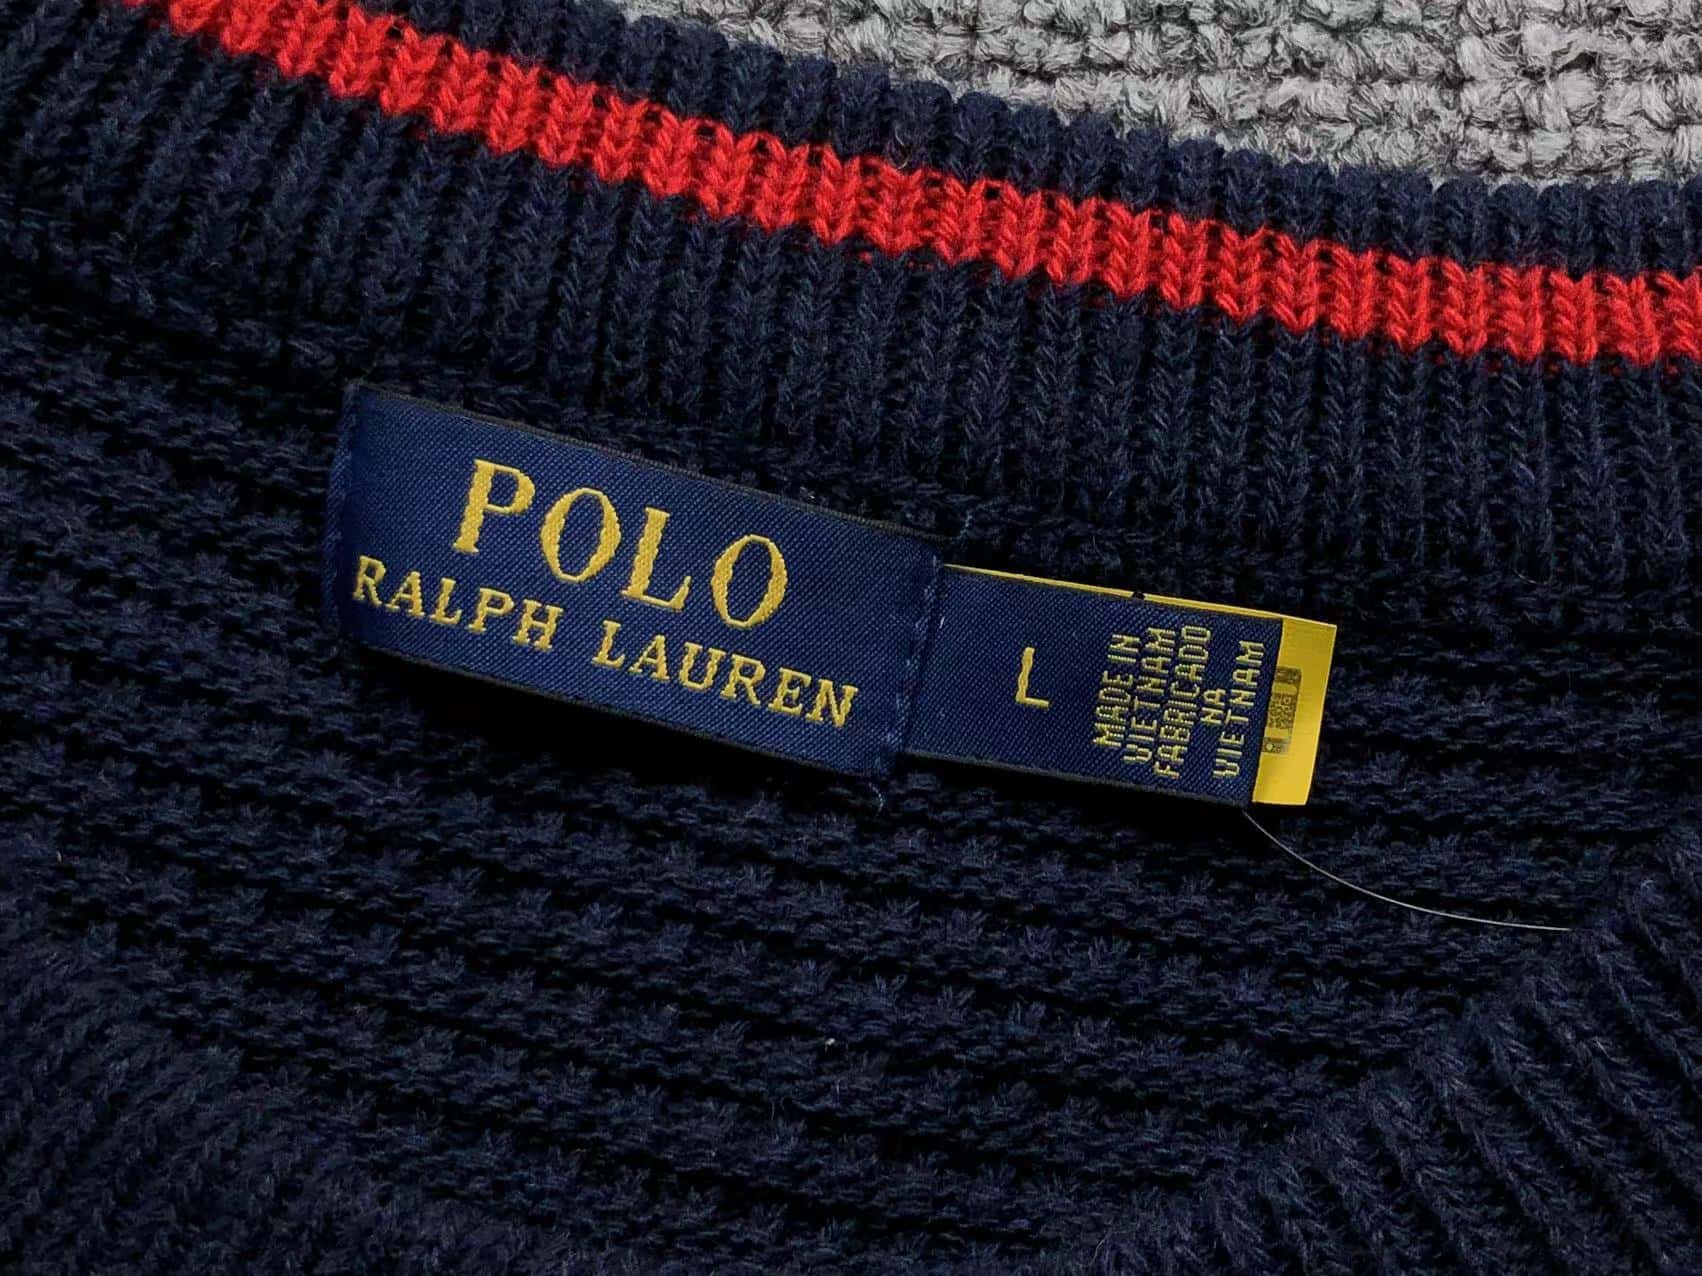 POLO
RALPH LAUREN
L
MADE IN
VIETNAM
FABRICADO
NA
VIETNAM